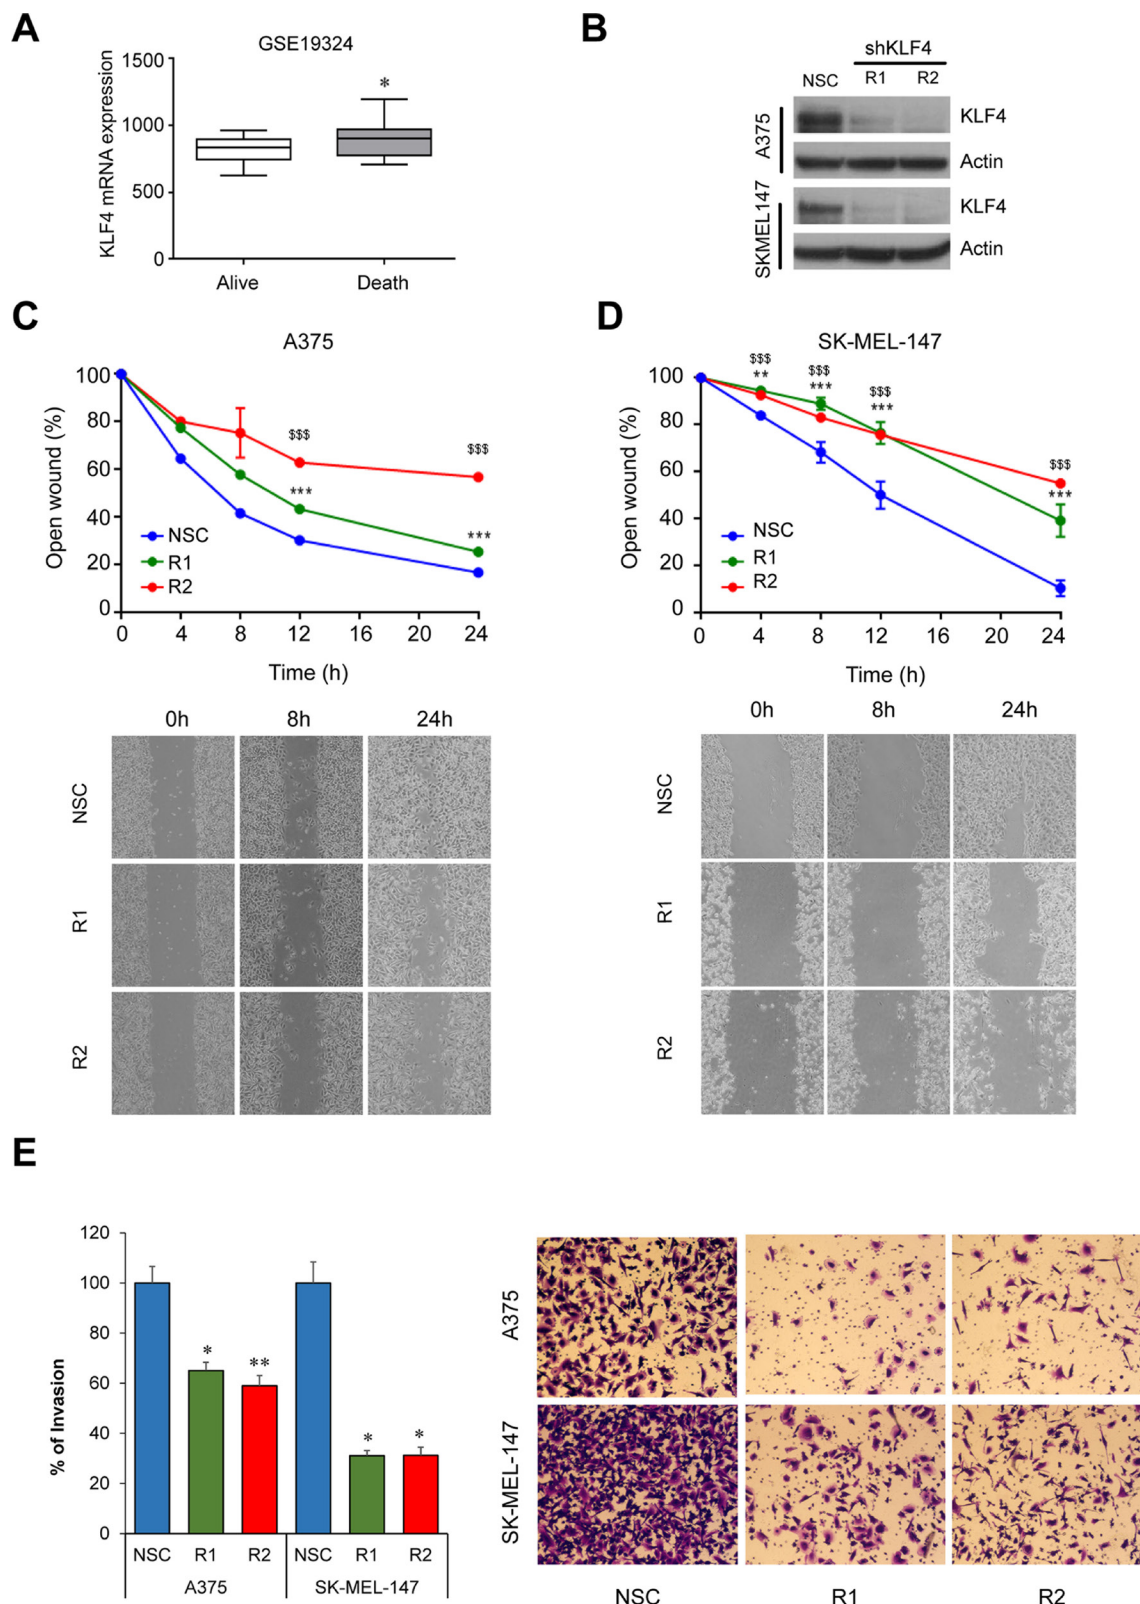 A
GSE19324
KLF4 mRNA expression
1500
1000
500
0
*
Alive
Death
B
shKLF4
NSC
R1
R2
A375
KLF4
Actin
SKMEL147
KLF4
Actin
C
A375
Open wound (%)
100
80
60
40
20
0
$$$
$$$
***
***
NSC
R1
R2
0
4
8
12
16
20
24
Time (h)
0h
8h
24h
NSC
R1
R2
D
SK-MEL-147
Open wound (%)
100
80
60
40
20
0
$$$
**
$$$
***
$$$
***
$$$
***
NSC
R1
R2
0
4
8
12
16
20
24
Time (h)
0h
8h
24h
NSC
R1
R2
E
% of Invasion
120
100
80
60
40
20
0
*
**
*
*
NSC
R1
R2
NSC
R1
R2
A375
SK-MEL-147
A375
SK-MEL-147
NSC
R1
R2